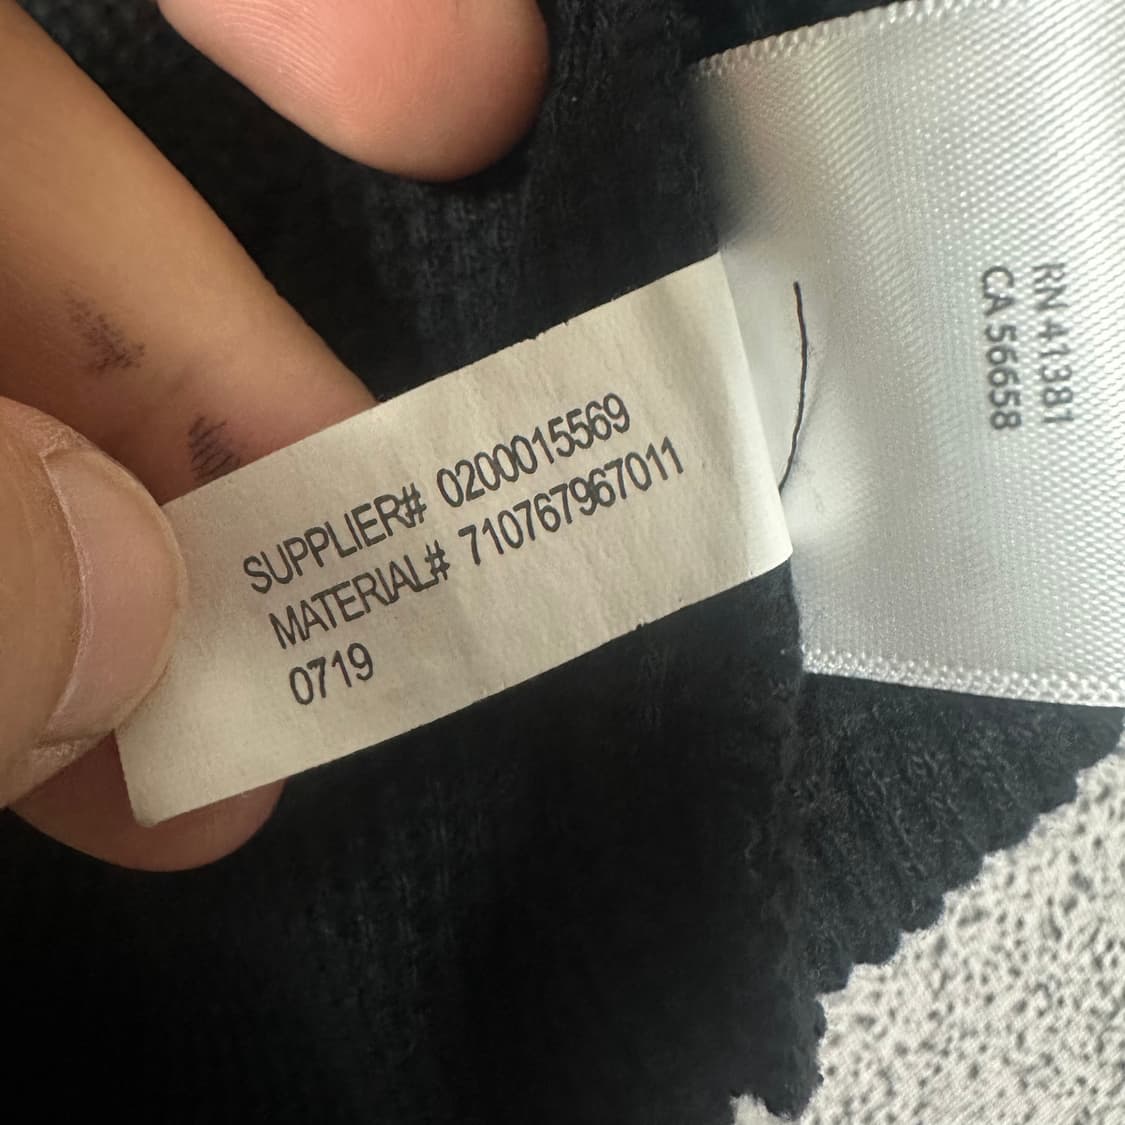 SUPPLIER# 0200015569
MATERIAL# 710767967011
0719
RN 41381
CA 56658